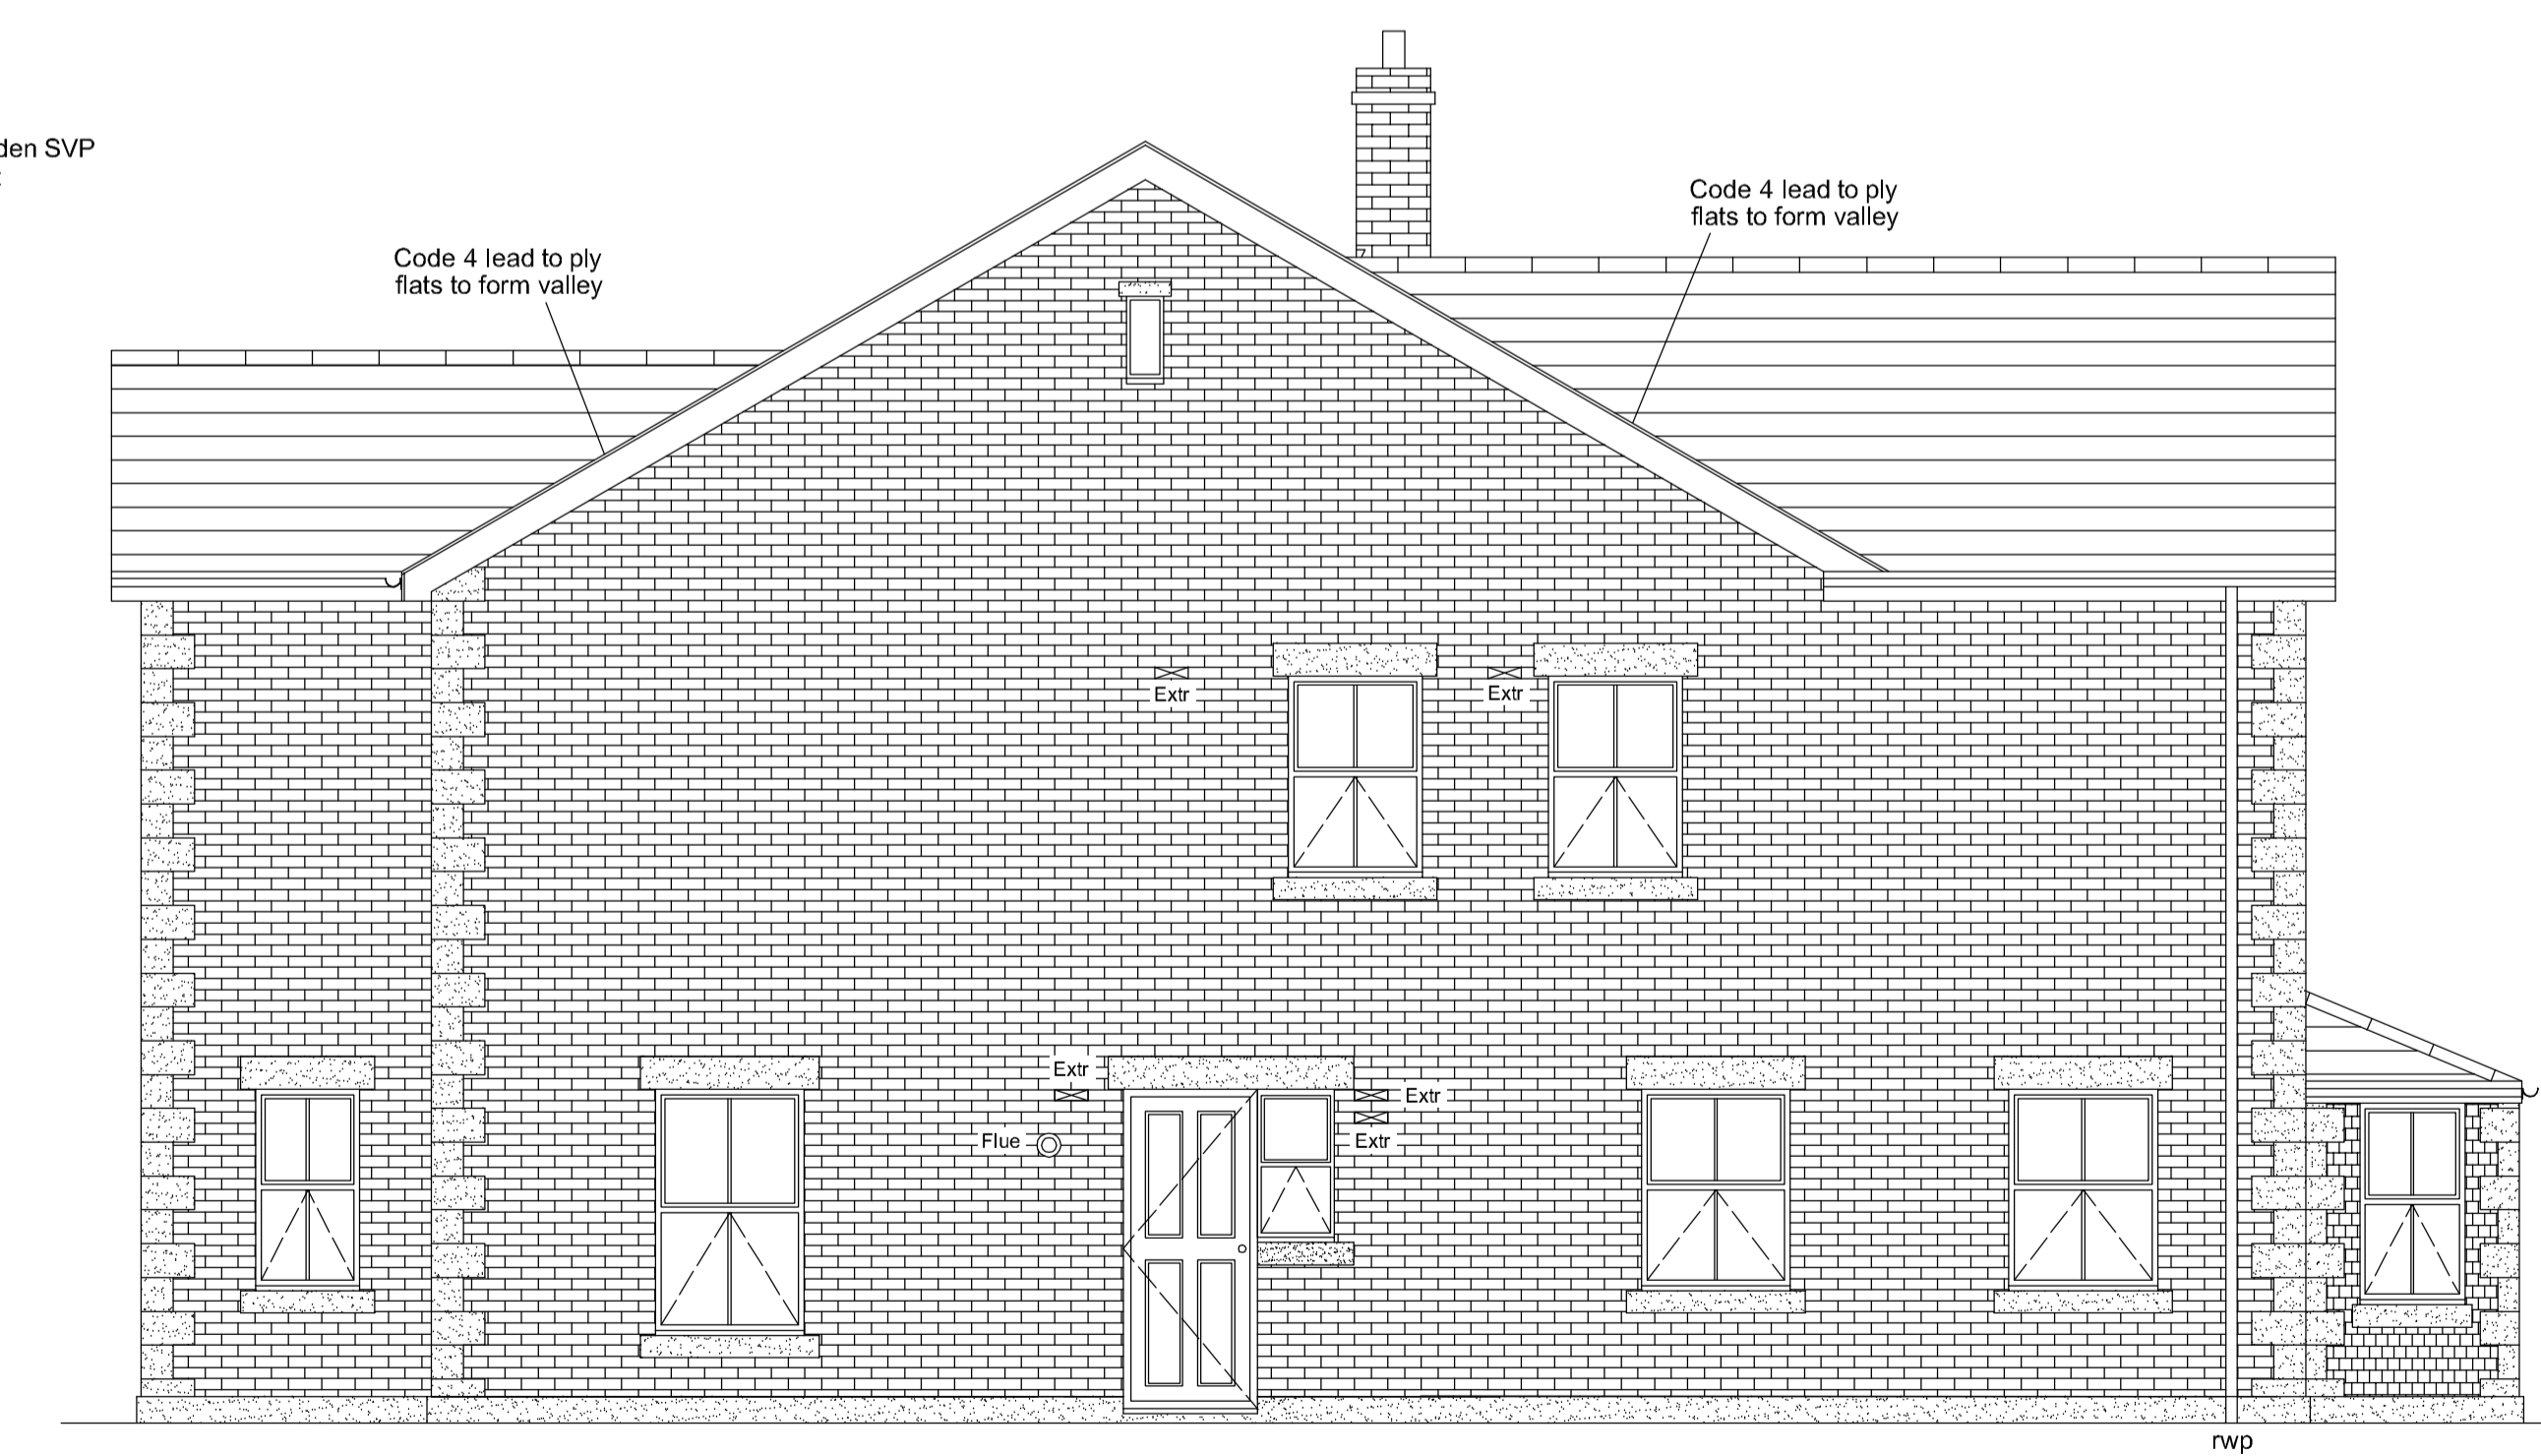 den SVP
Code 4 lead to ply
flats to form valley
Code 4 lead to ply
flats to form valley
Extr
Extr
Extr
Extr
Flue
Extr
rwp